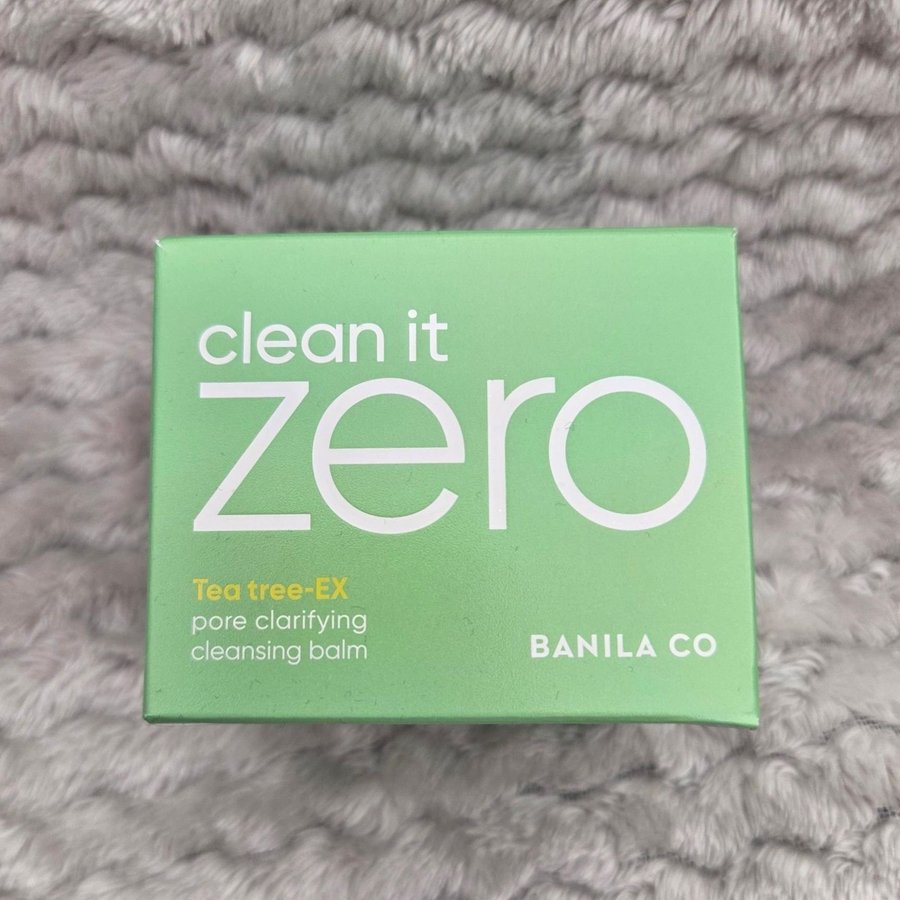 clean it
zero
Tea tree-EX
pore clarifying
cleansing balm
BANILA CO